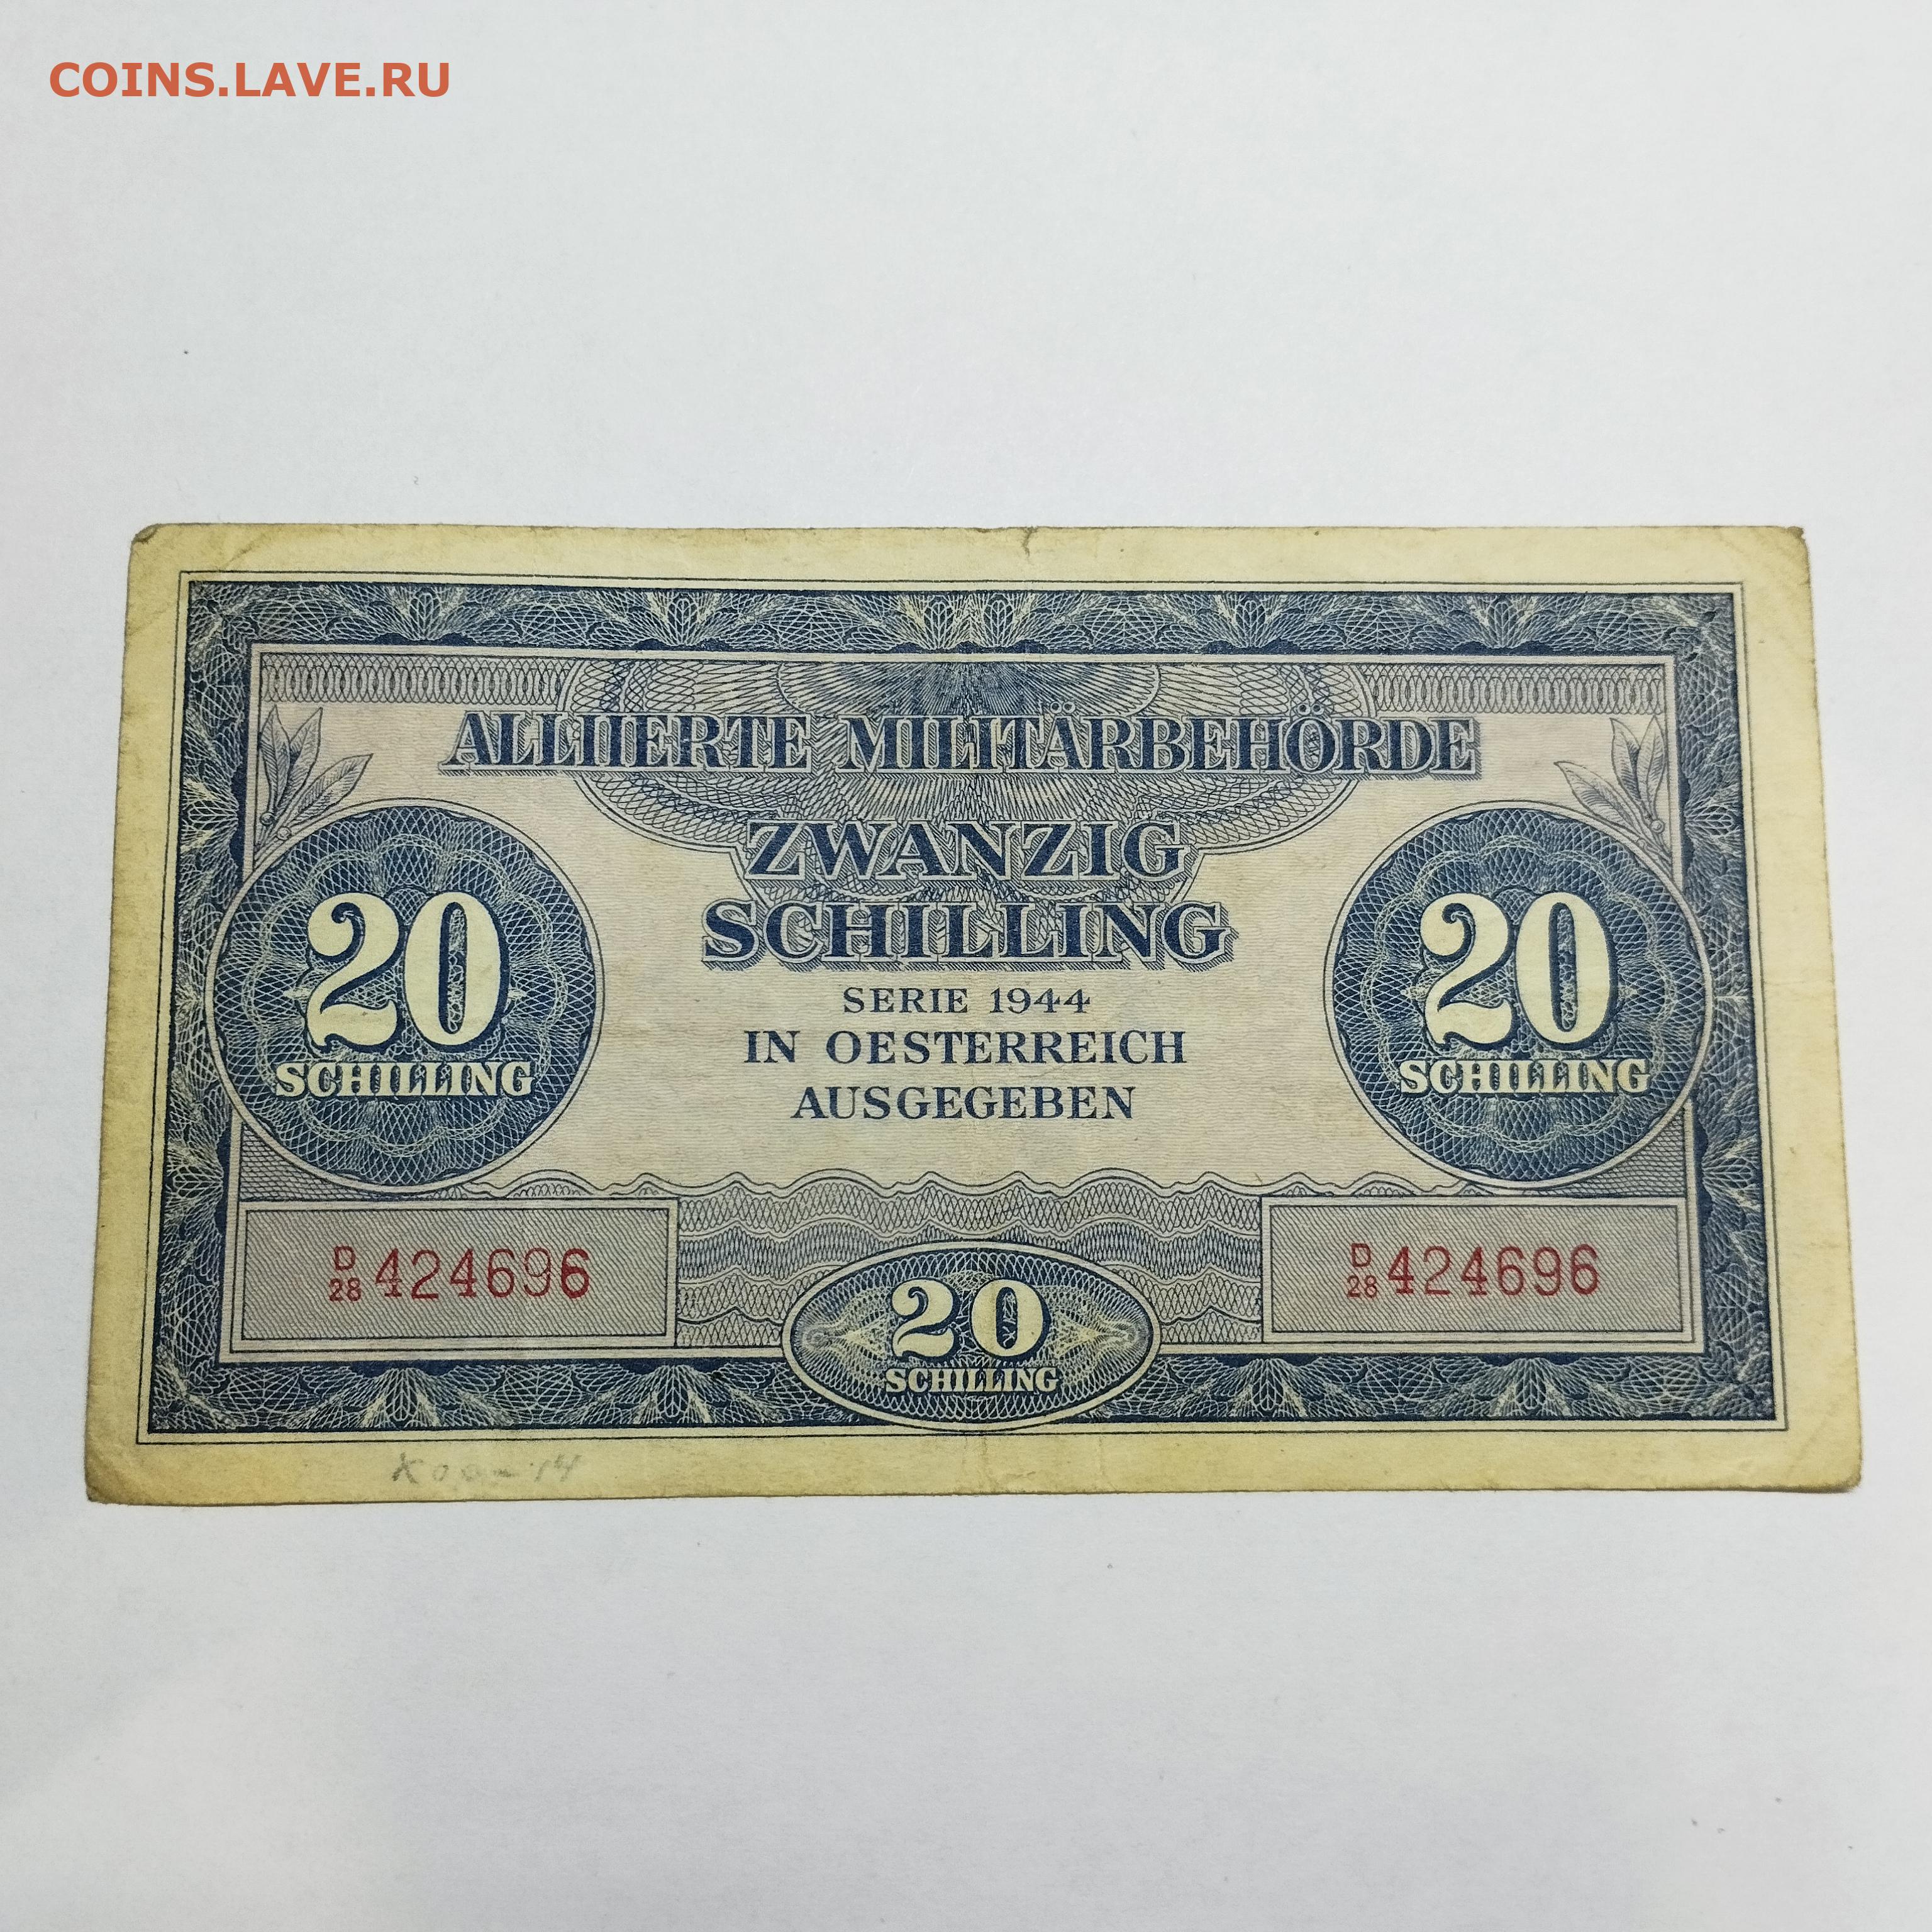 COINS.LAVE.RU
ALLIIERTE MILITÄRBEHÖRDE
ZWANZIG
SCHILLING
SERIE 1944
IN OESTERREICH
AUSGEGEBEN
20
SCHILLING
20
SCHILLING
D/28 424696
D/28 424696
20
SCHILLING